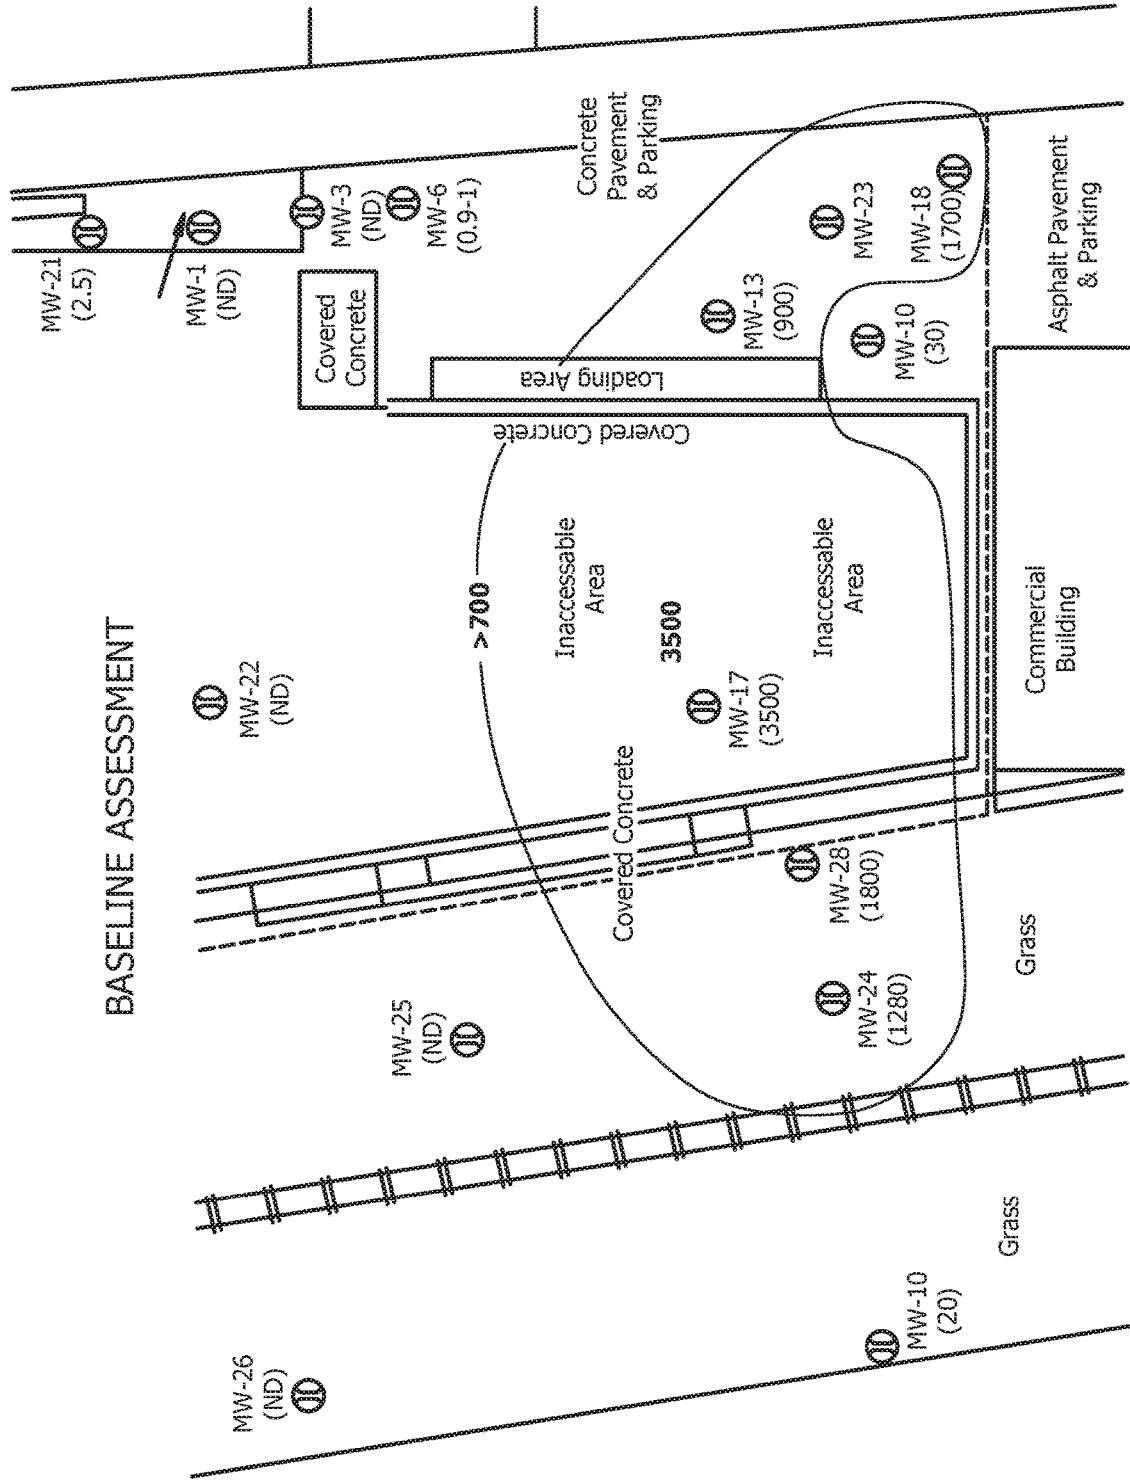 BASELINE ASSESSMENT
MW-26
(ND)
MW-25
(ND)
MW-22
(ND)
MW-21
(2.5)
MW-1
(ND)
MW-3
(ND)
MW-6
(0.9-1)
Covered
Concrete
>700
Covered Concrete
Loading Area
Concrete
Pavement
& Parking
Inaccessable
Area
Covered Concrete
3500
MW-17
(3500)
MW-13
(900)
MW-23
MW-28
(1800)
Inaccessable
Area
MW-24
(1280)
MW-10
(30)
MW-18
(1700)
MW-10
(20)
Grass
Grass
Commercial
Building
Asphalt Pavement
& Parking